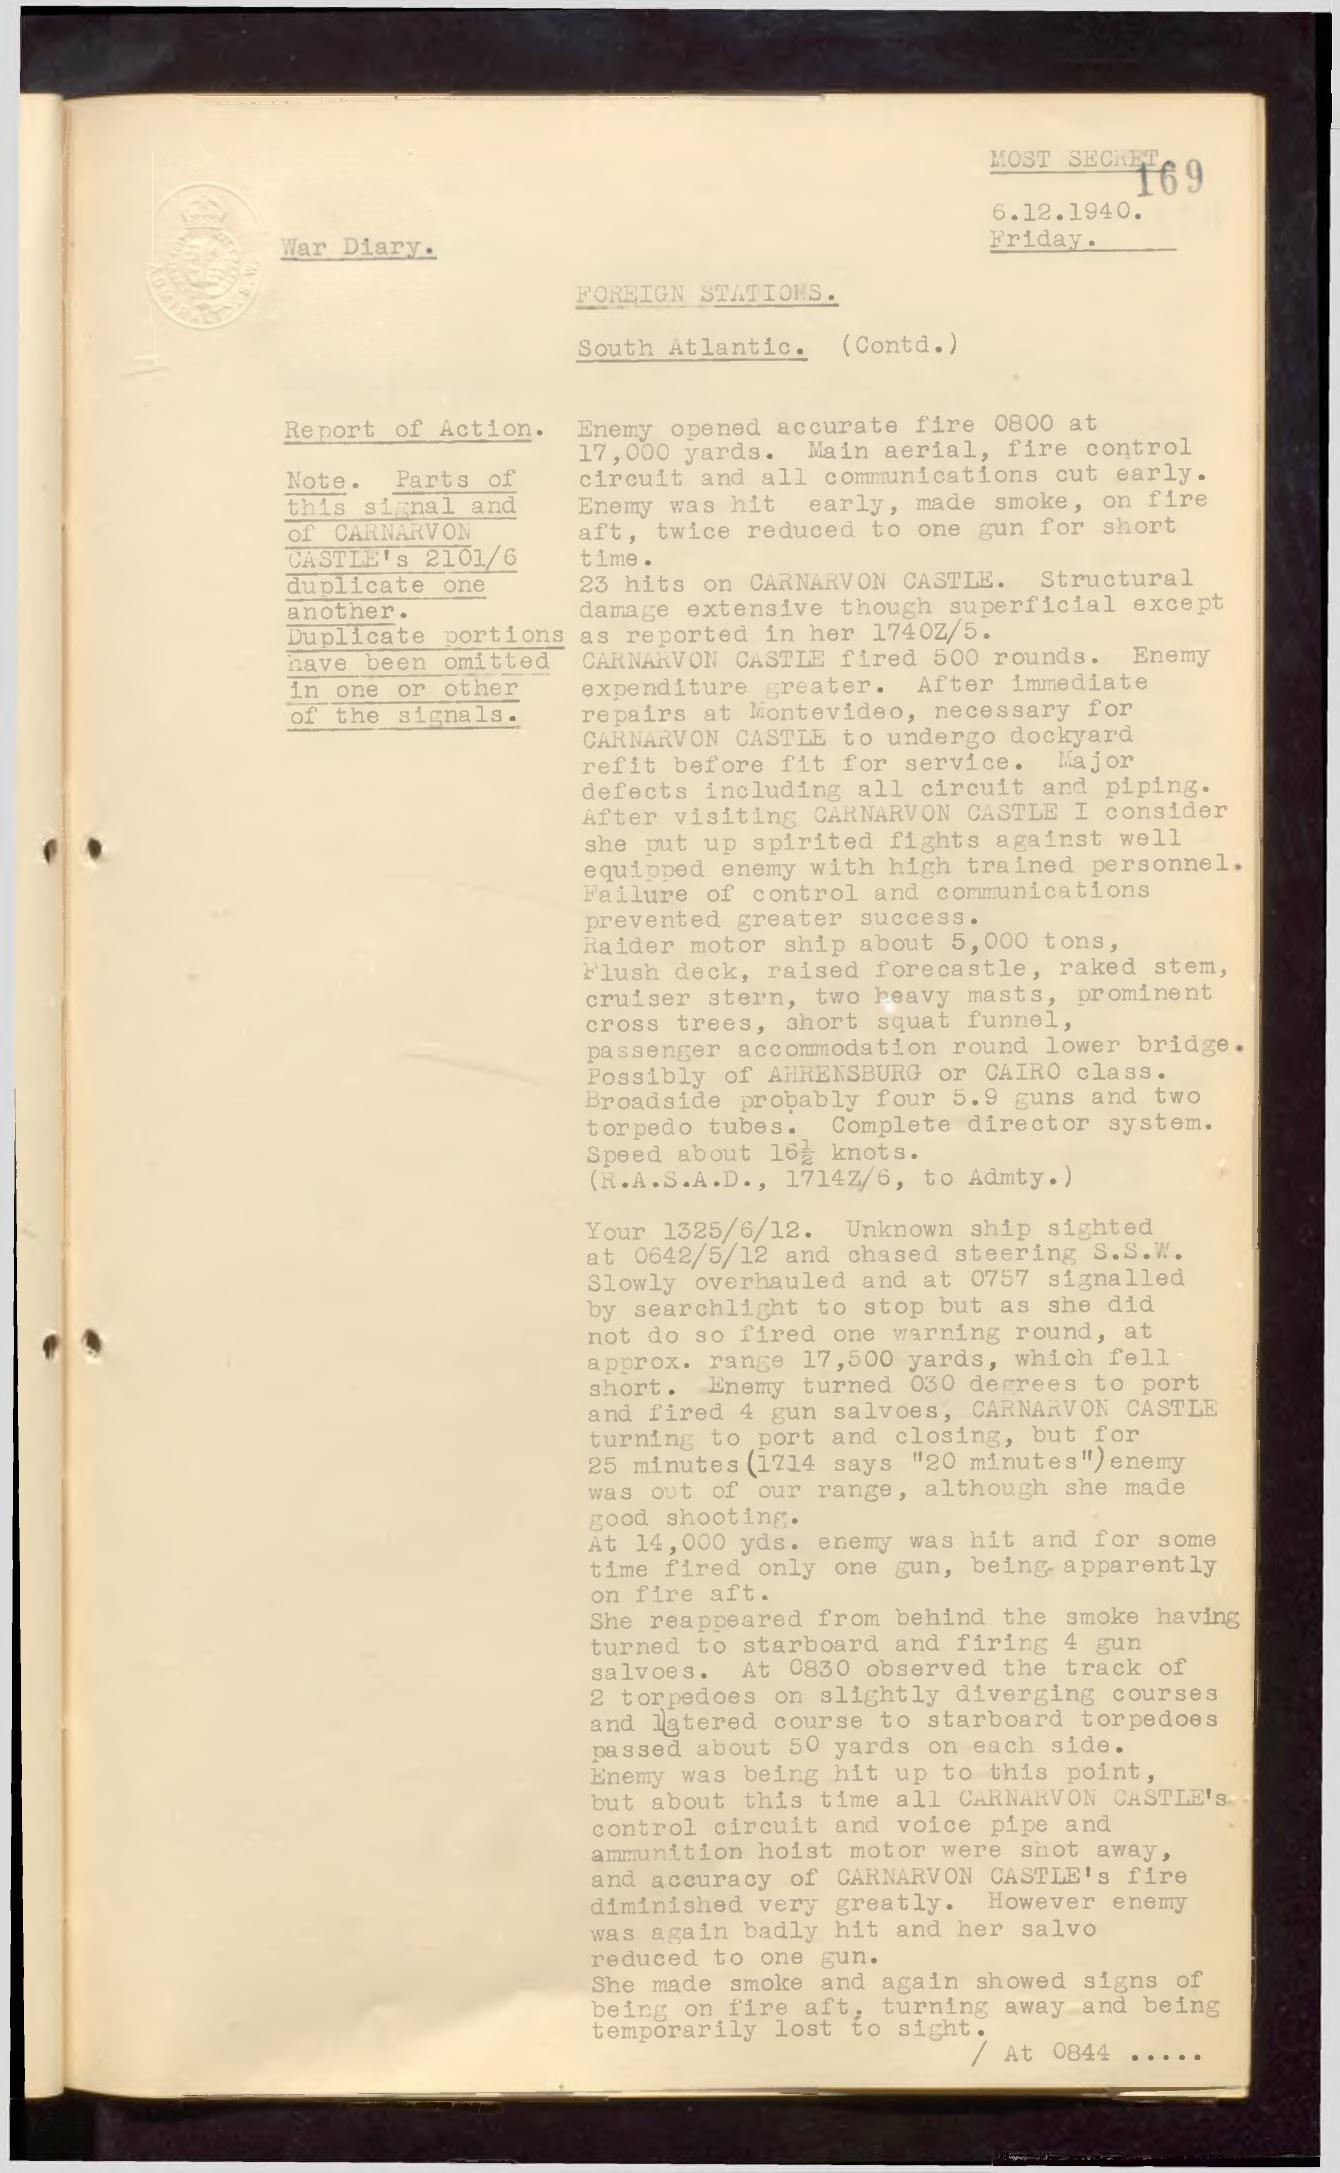 MOST SECRET
169
6.12.1940.
Friday.
War Diary.
ADMIRALTY. S.W.
FOREIGN STATIONS.
South Atlantic. (Contd.)
Report of Action.
Note. Parts of
this signal and
of CARNARVON
CASTLE's 2101/6
duplicate one
another.
Duplicate portions
have been omitted
in one or other
of the signals.
Enemy opened accurate fire 0800 at
17,000 yards. Main aerial, fire control
circuit and all communications cut early.
Enemy was hit early, made smoke, on fire
aft, twice reduced to one gun for short
time.
23 hits on CARNARVON CASTLE. Structural
damage extensive though superficial except
as reported in her 1740Z/5.
CARNARVON CASTLE fired 500 rounds. Enemy
expenditure greater. After immediate
repairs at Montevideo, necessary for
CARNARVON CASTLE to undergo dockyard
refit before fit for service. Major
defects including all circuit and piping.
After visiting CARNARVON CASTLE I consider
she put up spirited fights against well
equipped enemy with high trained personnel.
Failure of control and communications
prevented greater success.
Raider motor ship about 5,000 tons,
Flush deck, raised forecastle, raked stem,
cruiser stern, two heavy masts, prominent
cross trees, short squat funnel,
passenger accommodation round lower bridge.
Possibly of AHRENSBURG or CAIRO class.
Broadside probably four 5.9 guns and two
torpedo tubes. Complete director system.
Speed about 16½ knots.
(R.A.S.A.D., 1714Z/6, to Admty.)
Your 1325/6/12. Unknown ship sighted
at 0642/5/12 and chased steering S.S.W.
Slowly overhauled and at 0757 signalled
by searchlight to stop but as she did
not do so fired one warning round, at
approx. range 17,500 yards, which fell
short. Enemy turned 030 degrees to port
and fired 4 gun salvoes, CARNARVON CASTLE
turning to port and closing, but for
25 minutes (1714 says "20 minutes") enemy
was out of our range, although she made
good shooting.
At 14,000 yds. enemy was hit and for some
time fired only one gun, being apparently
on fire aft.
She reappeared from behind the smoke having
turned to starboard and firing 4 gun
salvoes. At 0830 observed the track of
2 torpedoes on slightly diverging courses
and latered course to starboard torpedoes
passed about 50 yards on each side.
Enemy was being hit up to this point,
but about this time all CARNARVON CASTLE's
control circuit and voice pipe and
ammunition hoist motor were shot away,
and accuracy of CARNARVON CASTLE's fire
diminished very greatly. However enemy
was again badly hit and her salvo
reduced to one gun.
She made smoke and again showed signs of
being on fire aft, turning away and being
temporarily lost to sight.
/ At 0844 .....